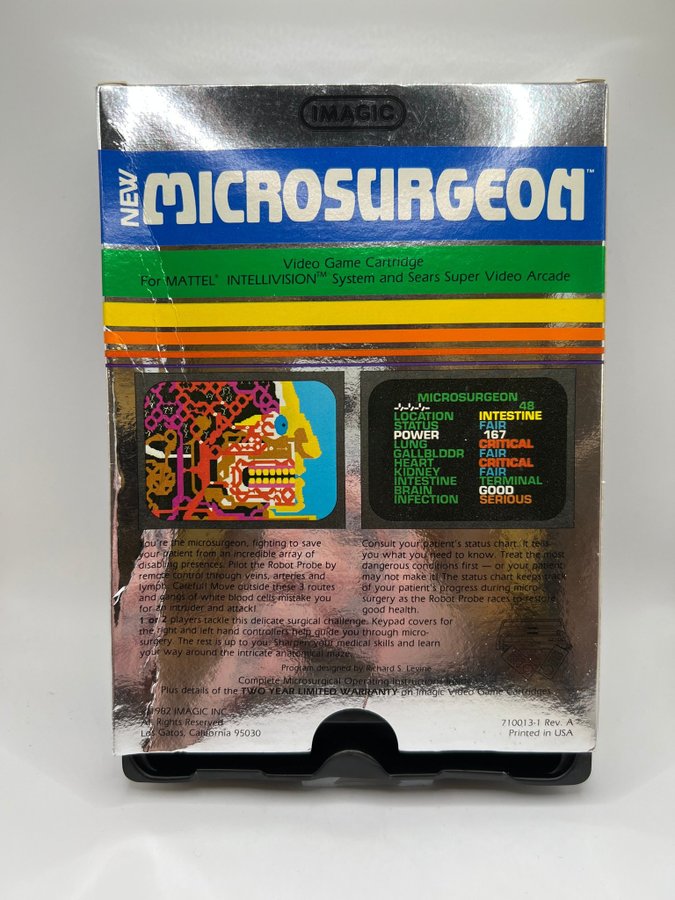 IMAGIC
NEW MICROSURGEON™
Video Game Cartridge
For MATTEL® INTELLIVISION™ System and Sears Super Video Arcade
MICROSURGEON
48
LOCATION INTESTINE
STATUS FAIR
POWER 167
LUNG CRITICAL
GALLBLDDR FAIR
HEART CRITICAL
KIDNEY FAIR
INTESTINE TERMINAL
BRAIN GOOD
INFECTION SERIOUS
You're the microsurgeon, fighting to save
your patient from an incredible array of
disabling presences. Pilot the Robot Probe by
remote control through veins, arteries and
lymph. Careful! Move outside these 3 routes
and gangs of white blood cells mistake you
for an intruder and attack!
1 or 2 players tackle this delicate surgical challenge. Keypad covers for
the right and left hand controllers help guide you through micro-
surgery. The rest is up to you. Sharpen your medical skills and learn
your way around the intricate anatomical maze.
Consult your patient's status chart. It tells
you what you need to know. Treat the most
dangerous conditions first — or your patient
may not make it! The status chart keeps track
of your patient's progress during micro-
surgery as the Robot Probe races to restore
good health.
Program designed by Richard S. Levine
Complete Microsurgical Operating Instructions
Plus details of the TWO YEAR LIMITED WARRANTY on Imagic Video Game Cartridges
©1982 IMAGIC INC.
All Rights Reserved
Los Gatos, California 95030
710013-1 Rev. A
Printed in USA